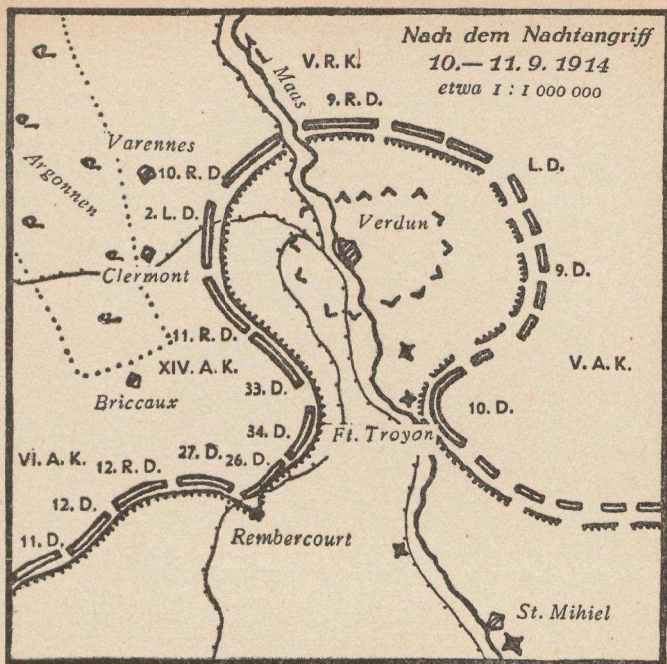 Nach dem Nachtangriff
10.—11. 9. 1914
etwa 1 : 1 000 000
V. R. K.
Maas
9. R. D.
Varennes
10. R. D.
L. D.
Argonnen
2. L. D.
Verdun
Clermont
9. D.
11. R. D.
XIV. A. K.
V. A. K.
33. D.
Briccaux
10. D.
34. D.
Ft. Troyon
VI. A. K.
12. R. D.
27. D.
26. D.
12. D.
11. D.
Rembercourt
St. Mihiel